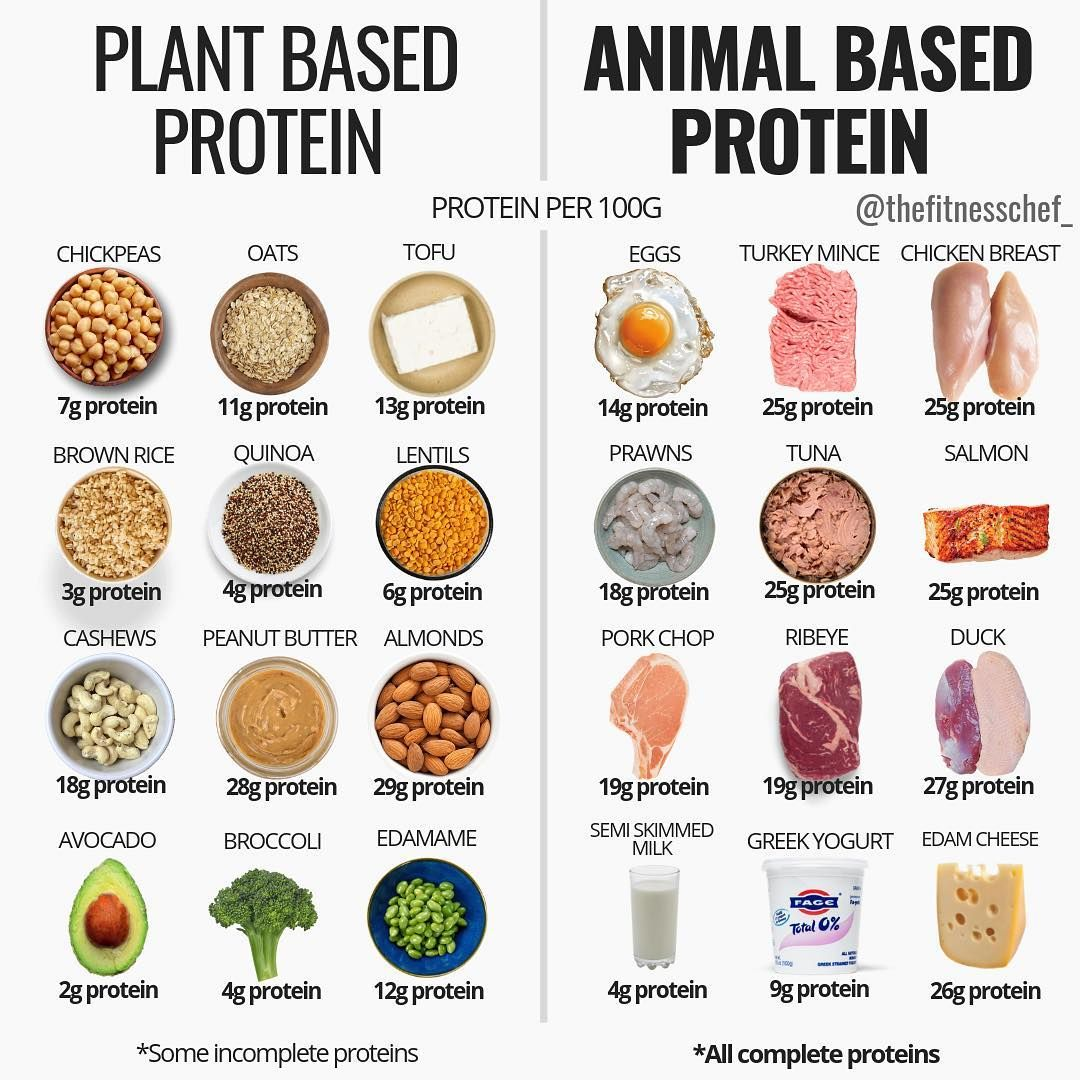 PLANT BASED
PROTEIN
ANIMAL BASED
PROTEIN
PROTEIN PER 100G
@thefitnesschef_
CHICKPEAS
OATS
TOFU
7g protein
11g protein
13g protein
BROWN RICE
QUINOA
LENTILS
3g protein
4g protein
6g protein
CASHEWS
PEANUT BUTTER
ALMONDS
18g protein
28g protein
29g protein
AVOCADO
BROCCOLI
EDAMAME
2g protein
4g protein
12g protein
*Some incomplete proteins
EGGS
TURKEY MINCE
CHICKEN BREAST
14g protein
25g protein
25g protein
PRAWNS
TUNA
SALMON
18g protein
25g protein
25g protein
PORK CHOP
RIBEYE
DUCK
19g protein
19g protein
27g protein
SEMI SKIMMED
MILK
GREEK YOGURT
EDAM CHEESE
FAGE
Total 0%
4g protein
9g protein
26g protein
*All complete proteins